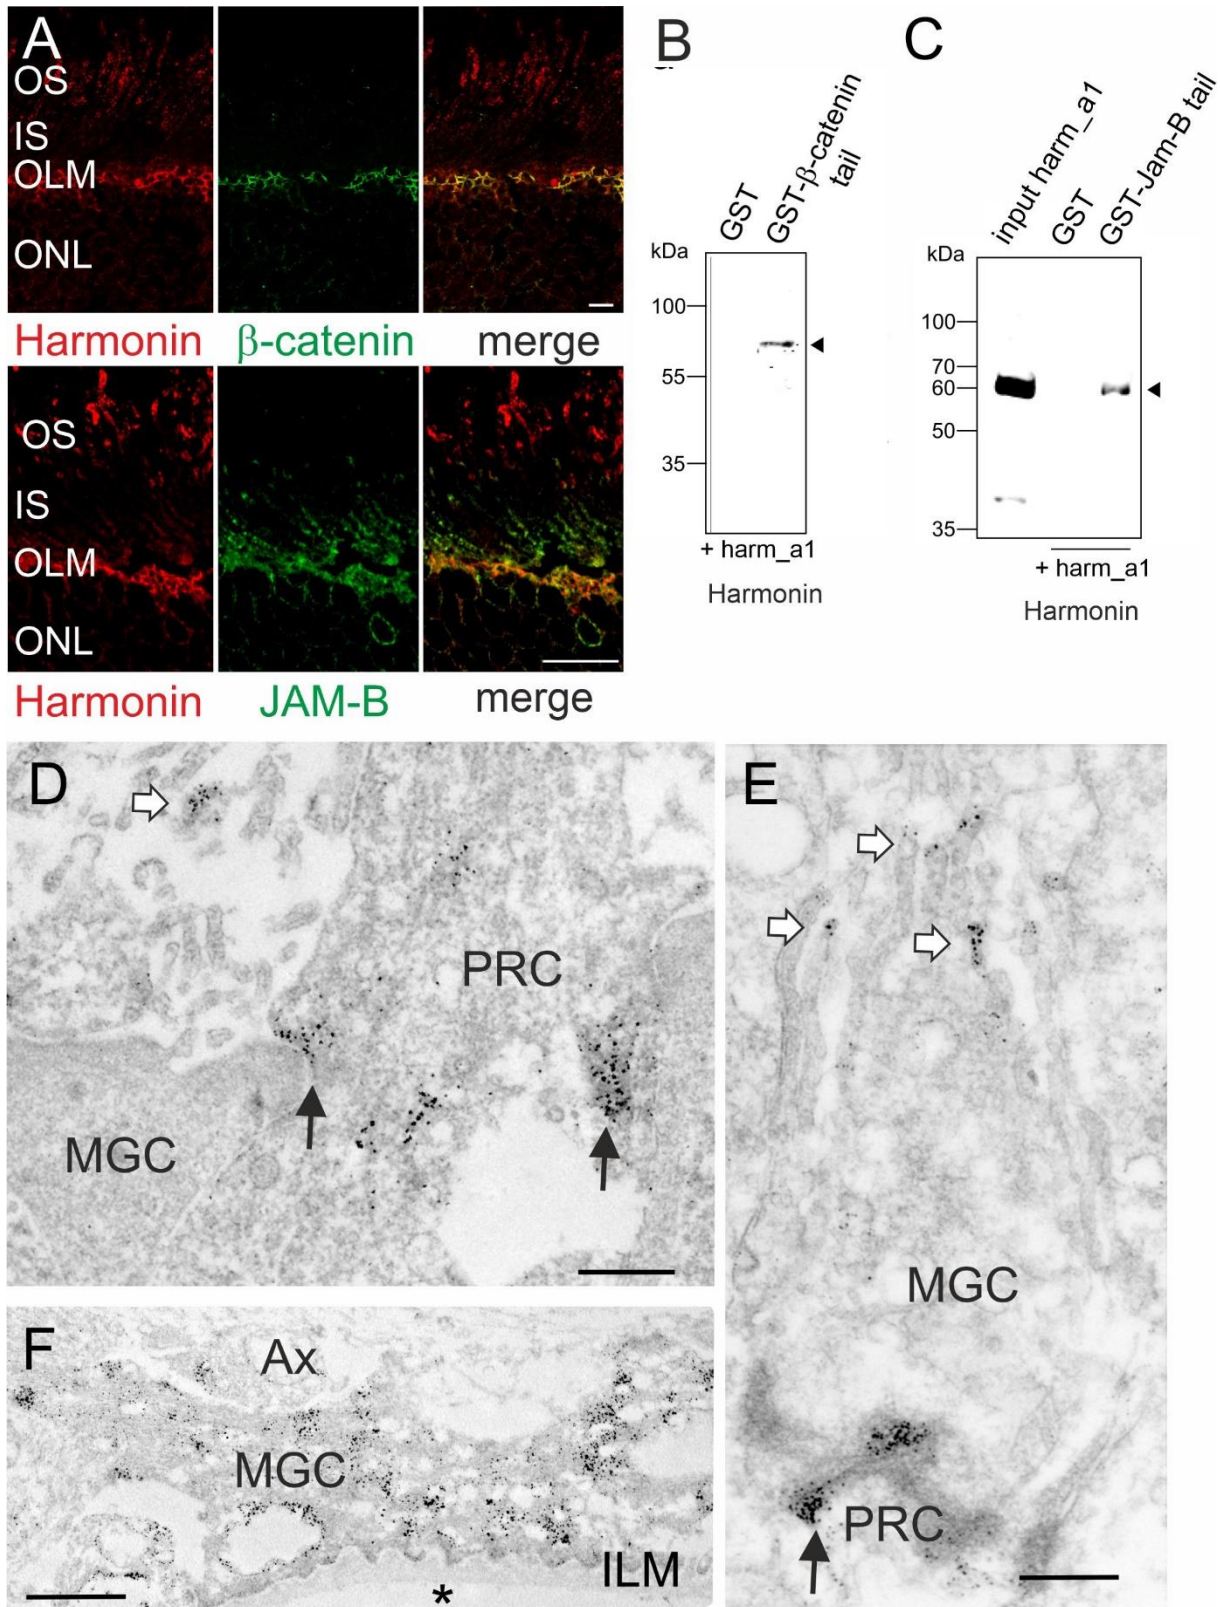 A
OS
IS
OLM
ONL
Harmonin β-catenin merge
OS
IS
OLM
ONL
Harmonin JAM-B merge
B
GST
GST-β-catenin
tail
kDa
100
55
35
+ harm_a1
Harmonin
C
input harm_a1
GST
GST-Jam-B tail
kDa
100
70
60
50
35
+ harm_a1
Harmonin
D
PRC
MGC
E
MGC
PRC
F
Ax
MGC
ILM
*